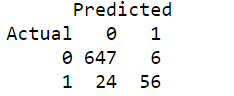 Predicted
Actual 0 1
0 647 6
1 24 56